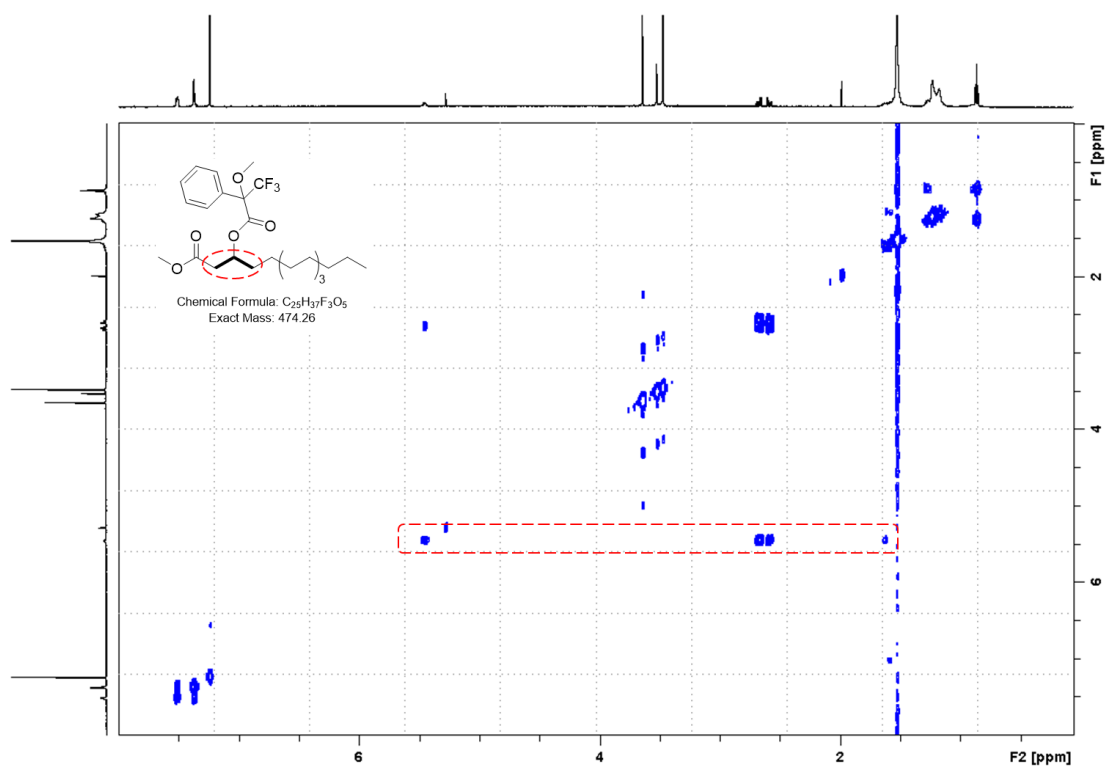 O
CF3
O
O
O
O
3
Chemical Formula: C25H37F3O5
Exact Mass: 474.26
F1 [ppm]
2
4
6
6
4
2
F2 [ppm]